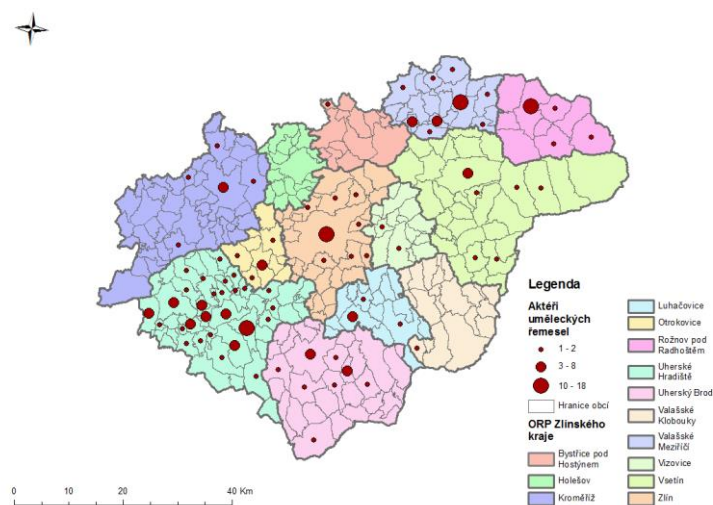 Legenda
Aktéři
uměleckých
řemesel
1 - 2
3 - 8
10 - 18
Hranice obcí
ORP Zlínského
kraje
Bystřice pod
Hostýnem
Holešov
Kroměříž
Luhačovice
Otrokovice
Rožnov pod
Radhoštěm
Uherské
Hradiště
Uherský Brod
Valašské
Klobouky
Valašské
Meziříčí
Vizovice
Vsetín
Zlín
0 10 20 40 Km